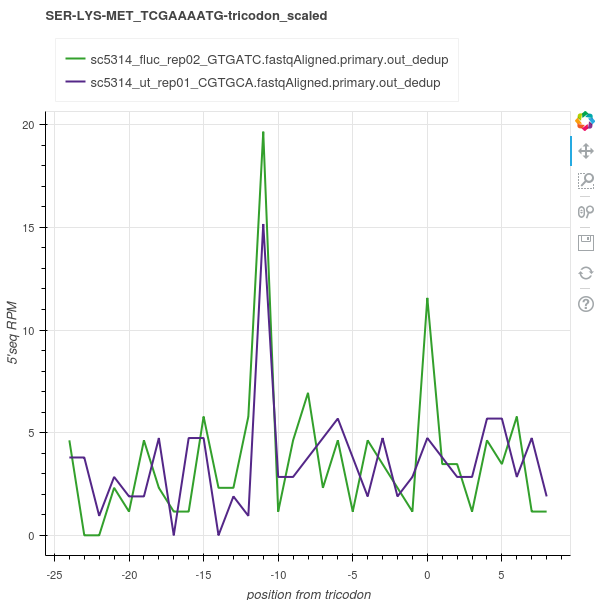 SER-LYS-MET_TCGAAAATG-tricodon_scaled
sc5314_fluc_rep02_GTGATC.fastqAligned.primary.out_dedup
sc5314_ut_rep01_CGTGCA.fastqAligned.primary.out_dedup
20
15
10
5
0
5'seq RPM
-25 -20 -15 -10 -5 0 5
position from tricodon